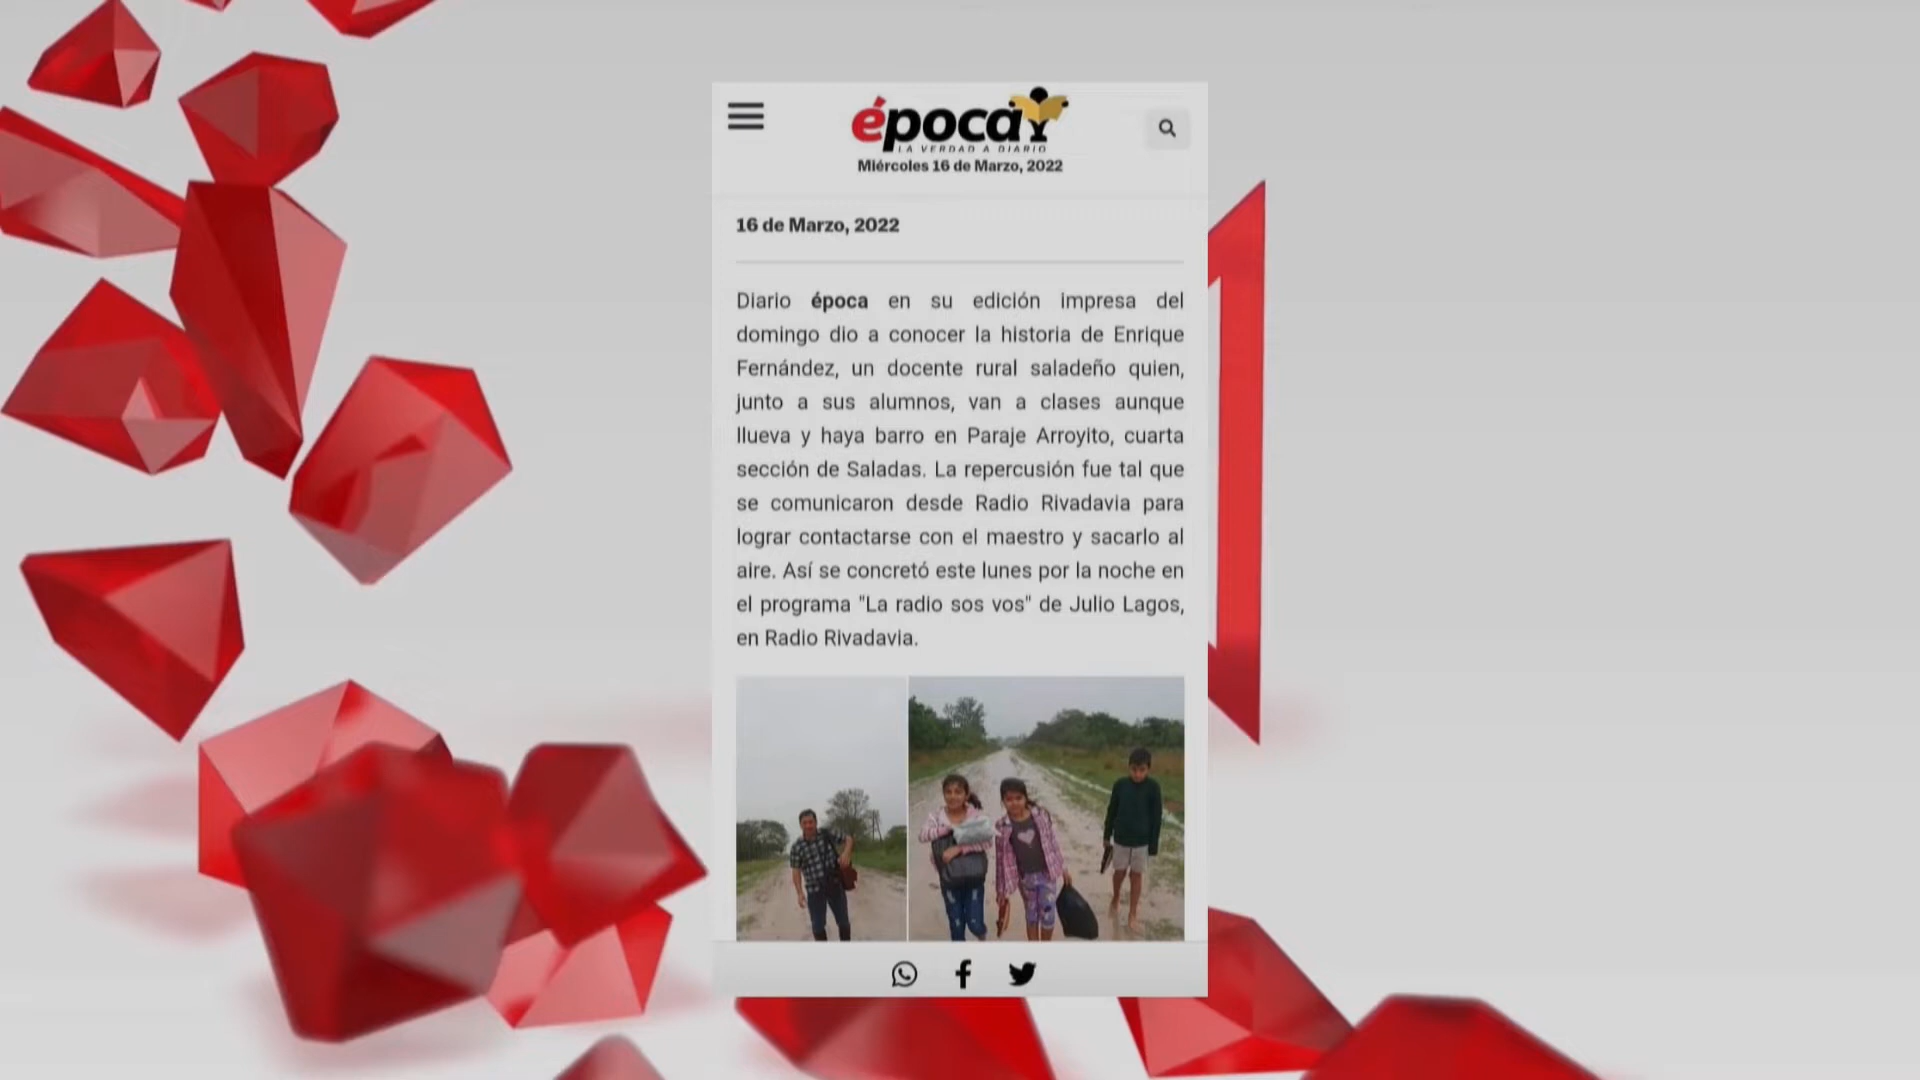 época
LA VERDAD A DIARIO
Miércoles 16 de Marzo, 2022
16 de Marzo, 2022
Diario época en su edición impresa del
domingo dio a conocer la historia de Enrique
Fernández, un docente rural saladeño quien,
junto a sus alumnos, van a clases aunque
llueva y haya barro en Paraje Arroyito, cuarta
sección de Saladas. La repercusión fue tal que
se comunicaron desde Radio Rivadavia para
lograr contactarse con el maestro y sacarlo al
aire. Así se concretó este lunes por la noche en
el programa "La radio sos vos" de Julio Lagos,
en Radio Rivadavia.